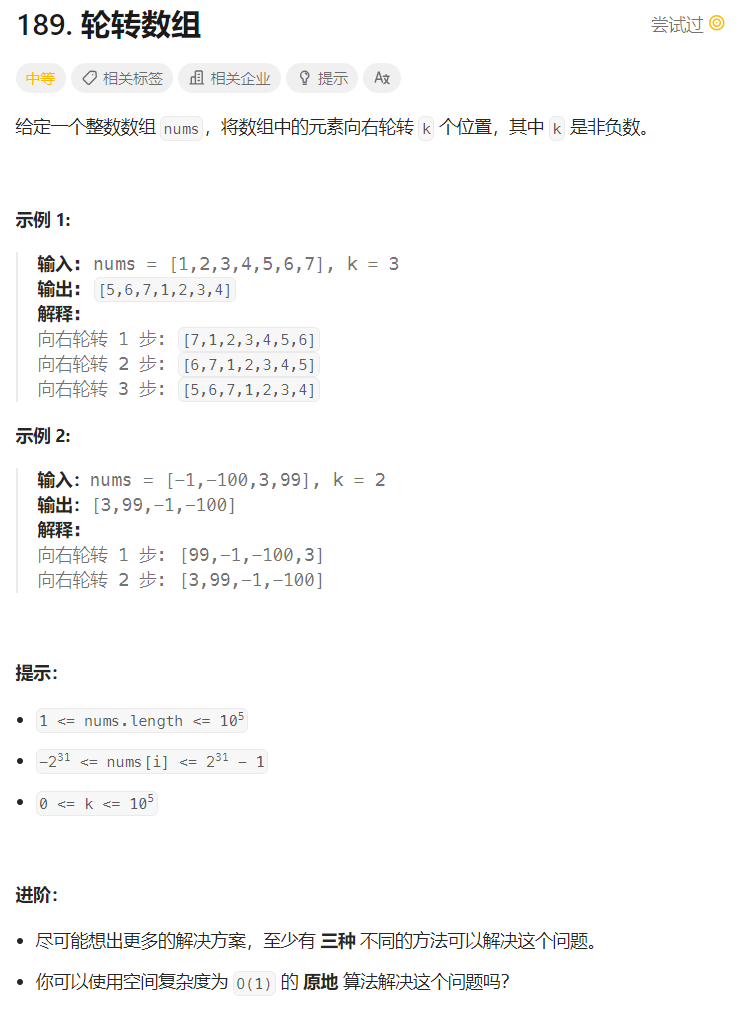 189. 轮转数组
尝试过
中等 相关标签 相关企业 提示 Az
给定一个整数数组 nums，将数组中的元素向右轮转 k 个位置，其中 k 是非负数。
示例 1:
输入: nums = [1,2,3,4,5,6,7], k = 3
输出: [5,6,7,1,2,3,4]
解释:
向右轮转 1 步: [7,1,2,3,4,5,6]
向右轮转 2 步: [6,7,1,2,3,4,5]
向右轮转 3 步: [5,6,7,1,2,3,4]
示例 2:
输入：nums = [-1,-100,3,99], k = 2
输出：[3,99,-1,-100]
解释:
向右轮转 1 步: [99,-1,-100,3]
向右轮转 2 步: [3,99,-1,-100]
提示：
1 <= nums.length <= 10⁵
-2³¹ <= nums[i] <= 2³¹ - 1
0 <= k <= 10⁵
进阶：
尽可能想出更多的解决方案，至少有 三种 不同的方法可以解决这个问题。
你可以使用空间复杂度为 O(1) 的 原地 算法解决这个问题吗？